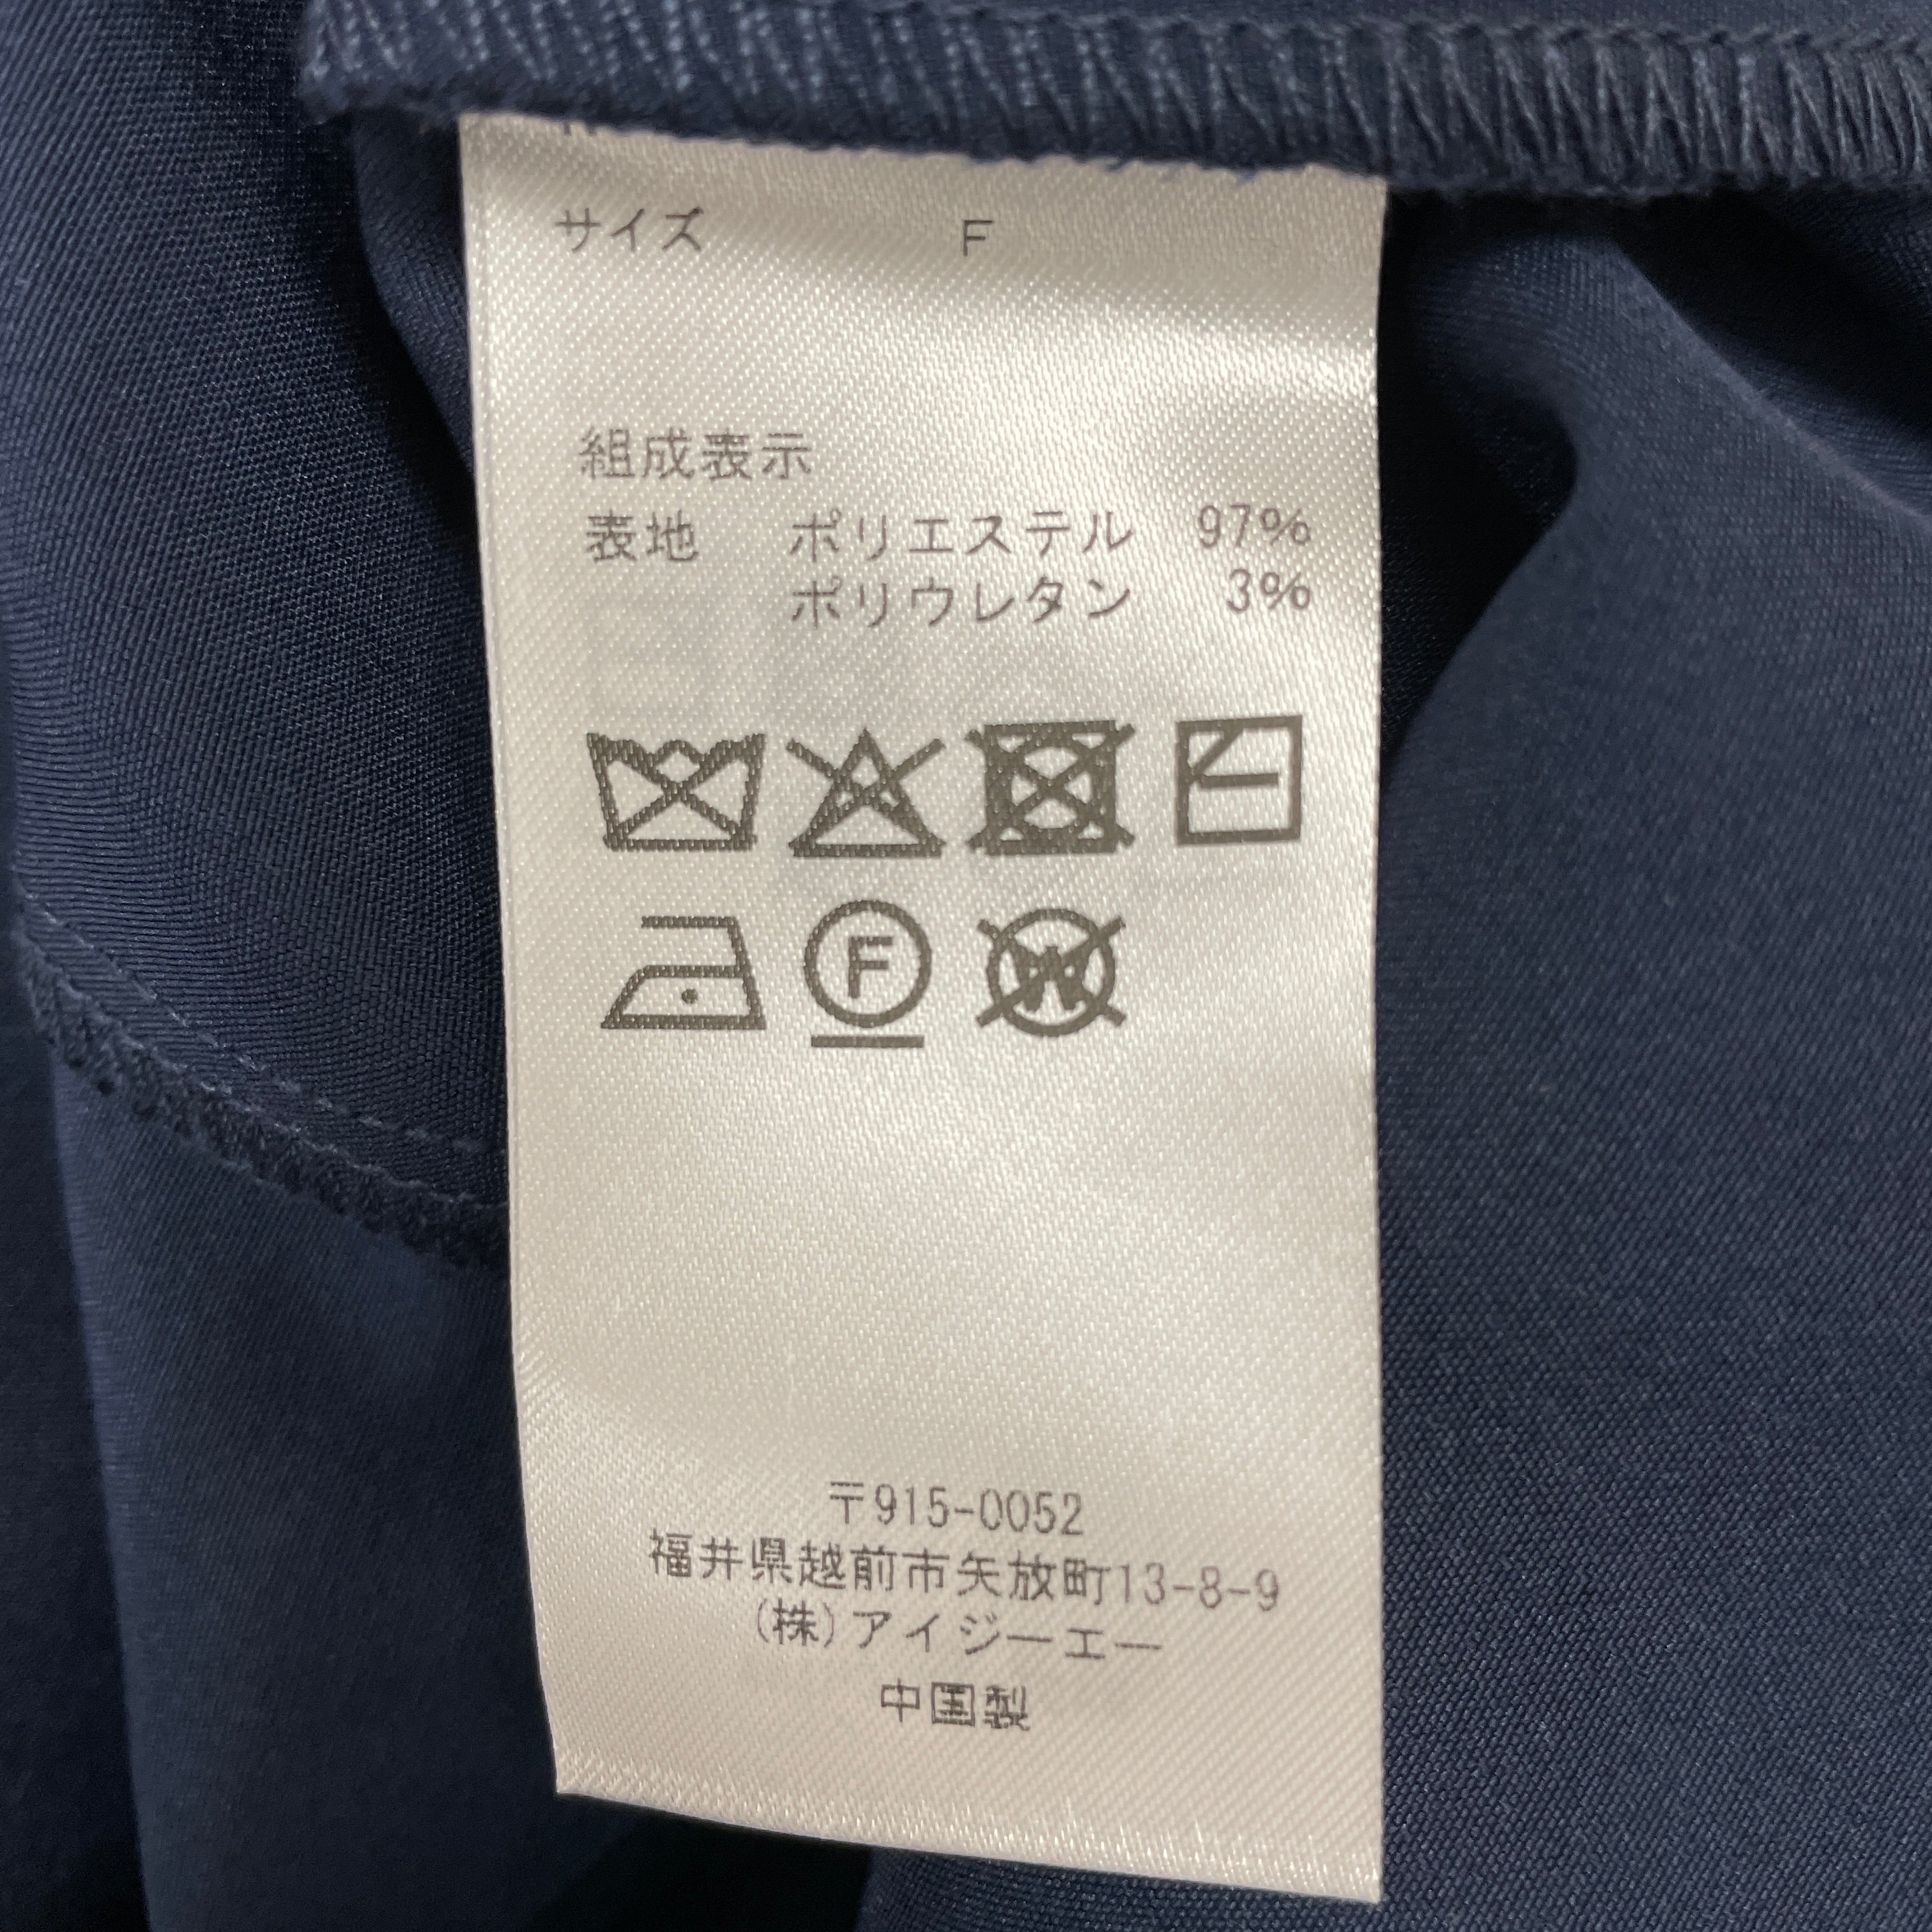 サイズ F
組成表示
表地 ポリエステル 97%
ポリウレタン 3%
F
W
〒915-0052
福井県越前市矢放町13-8-9
(株)アイジーエー
中国製